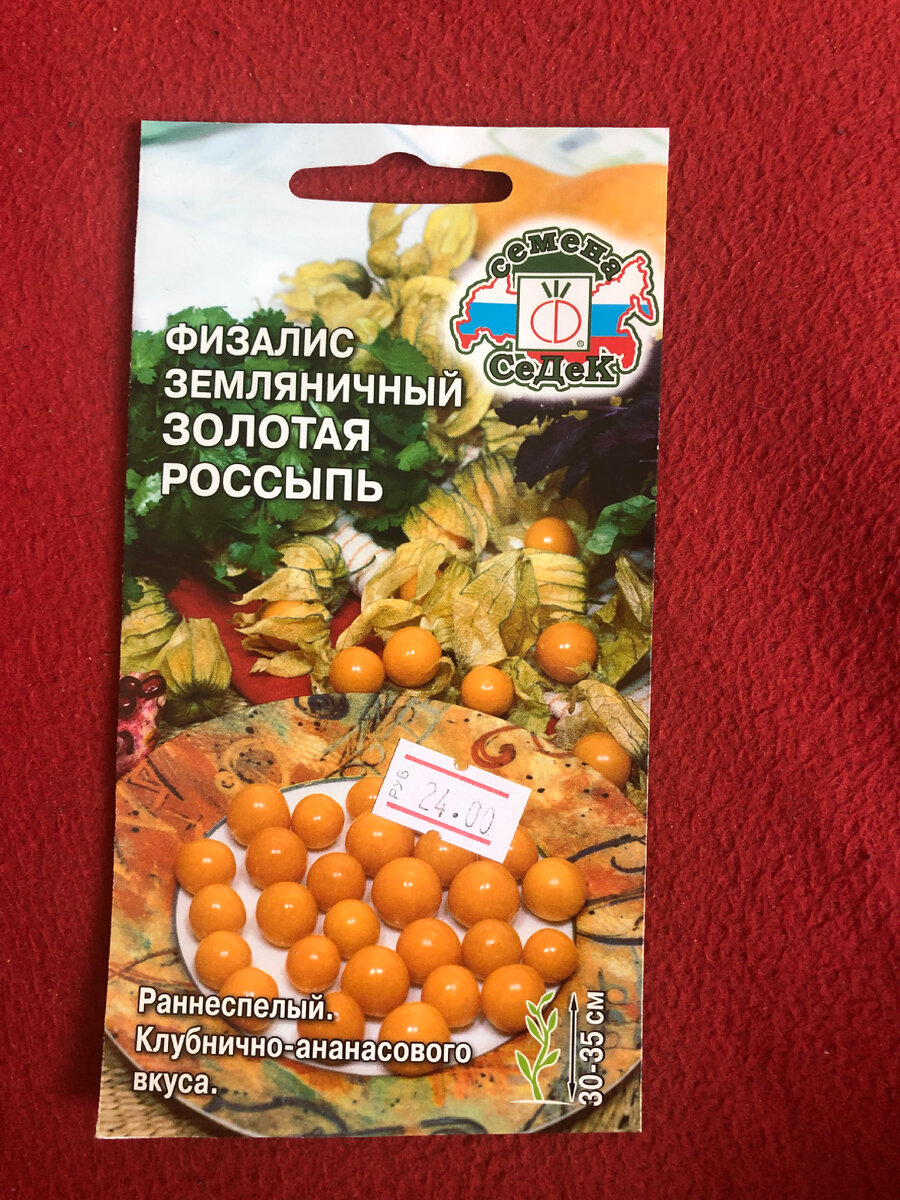 семена
СеДеК
®
ФИЗАЛИС
ЗЕМЛЯНИЧНЫЙ
ЗОЛОТАЯ
РОССЫПЬ
РУБ
24.00
Раннеспелый.
Клубнично-ананасового
вкуса.
30-35 см